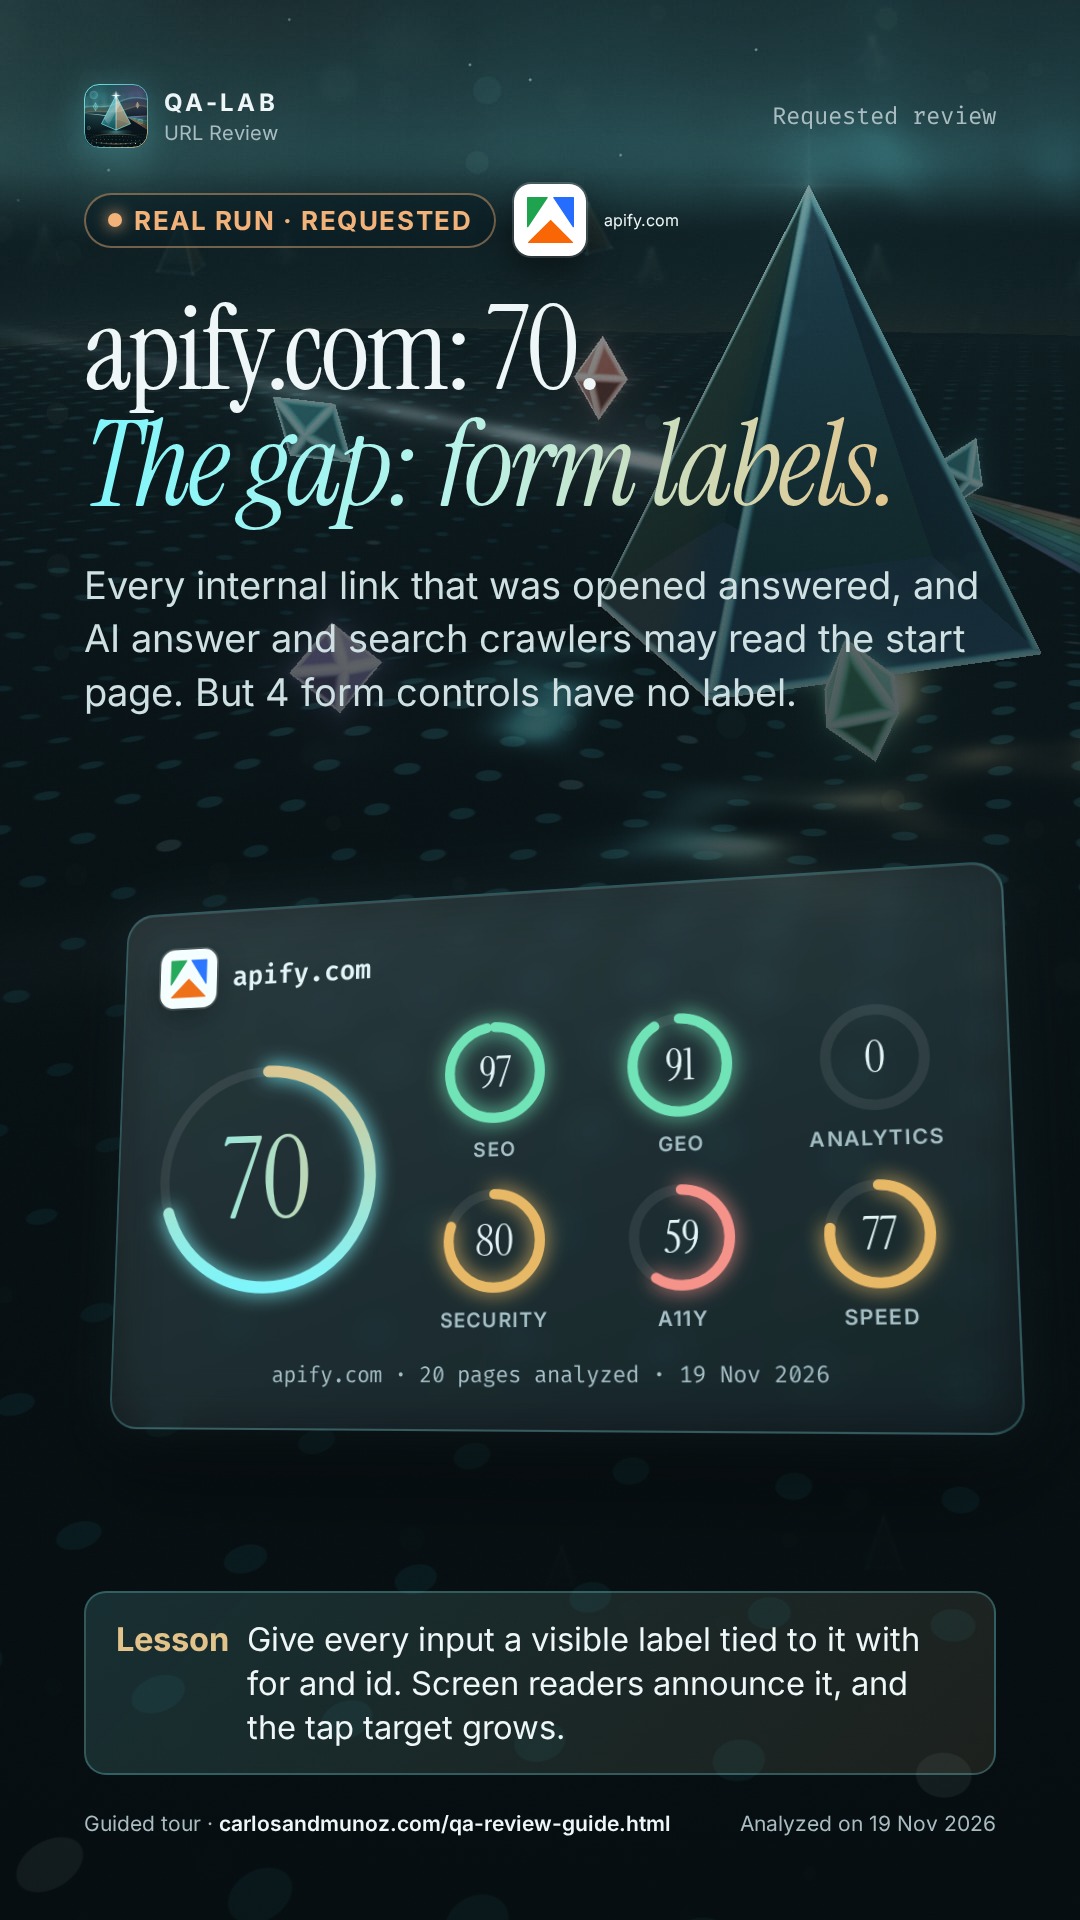 QA-LAB
URL Review
Requested review
REAL RUN · REQUESTED
apify.com
apify.com: 70.
The gap: form labels.
Every internal link that was opened answered, and
AI answer and search crawlers may read the start
page. But 4 form controls have no label.
apify.com
70
97
SEO
91
GEO
0
ANALYTICS
80
SECURITY
59
A11Y
77
SPEED
apify.com · 20 pages analyzed · 19 Nov 2026
Lesson Give every input a visible label tied to it with
for and id. Screen readers announce it, and
the tap target grows.
Guided tour · carlosandmunoz.com/qa-review-guide.html
Analyzed on 19 Nov 2026